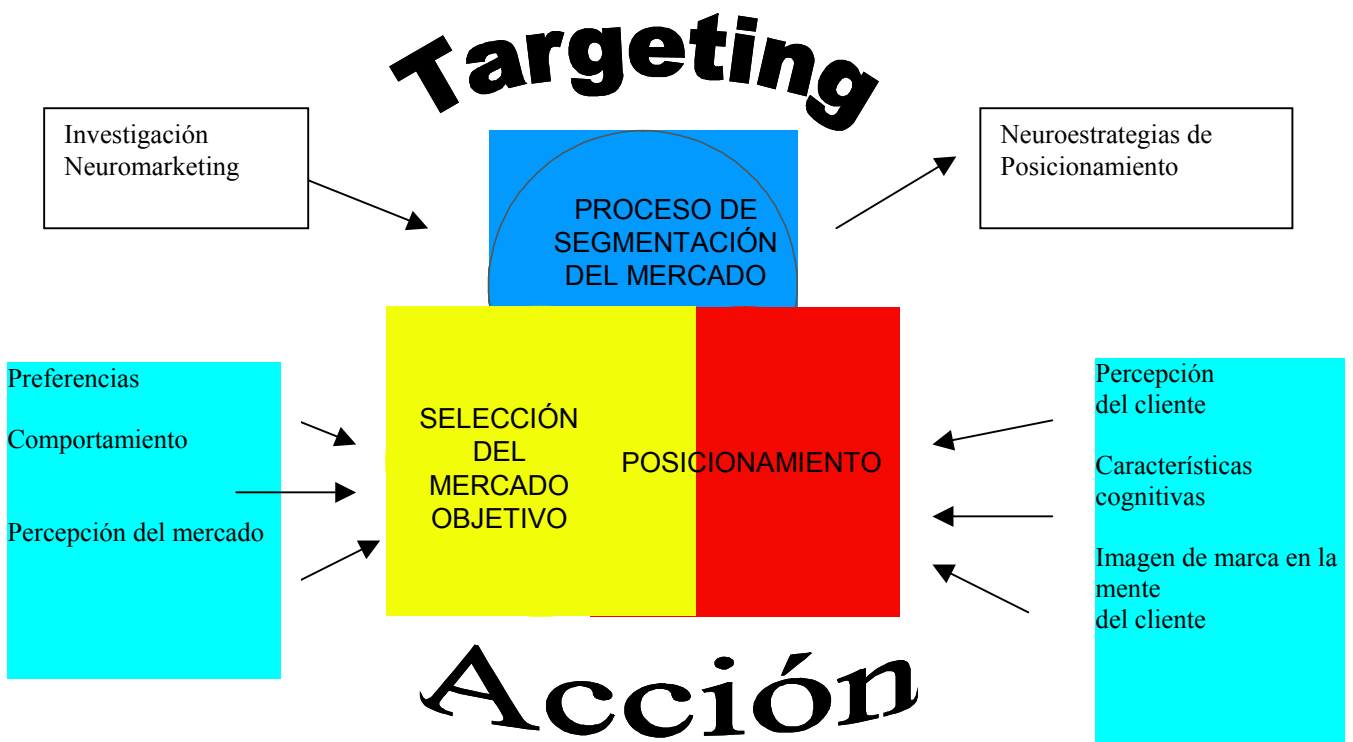 Targeting
Investigación
Neuromarketing
Neuroestrategias de
Posicionamiento
PROCESO DE
SEGMENTACIÓN
DEL MERCADO
Preferencias
Comportamiento
Percepción del mercado
SELECCIÓN
DEL
MERCADO
OBJETIVO
POSICIONAMIENTO
Percepción
del cliente
Característícas
cognitivas
Imagen de marca en la
mente
del cliente
Acción